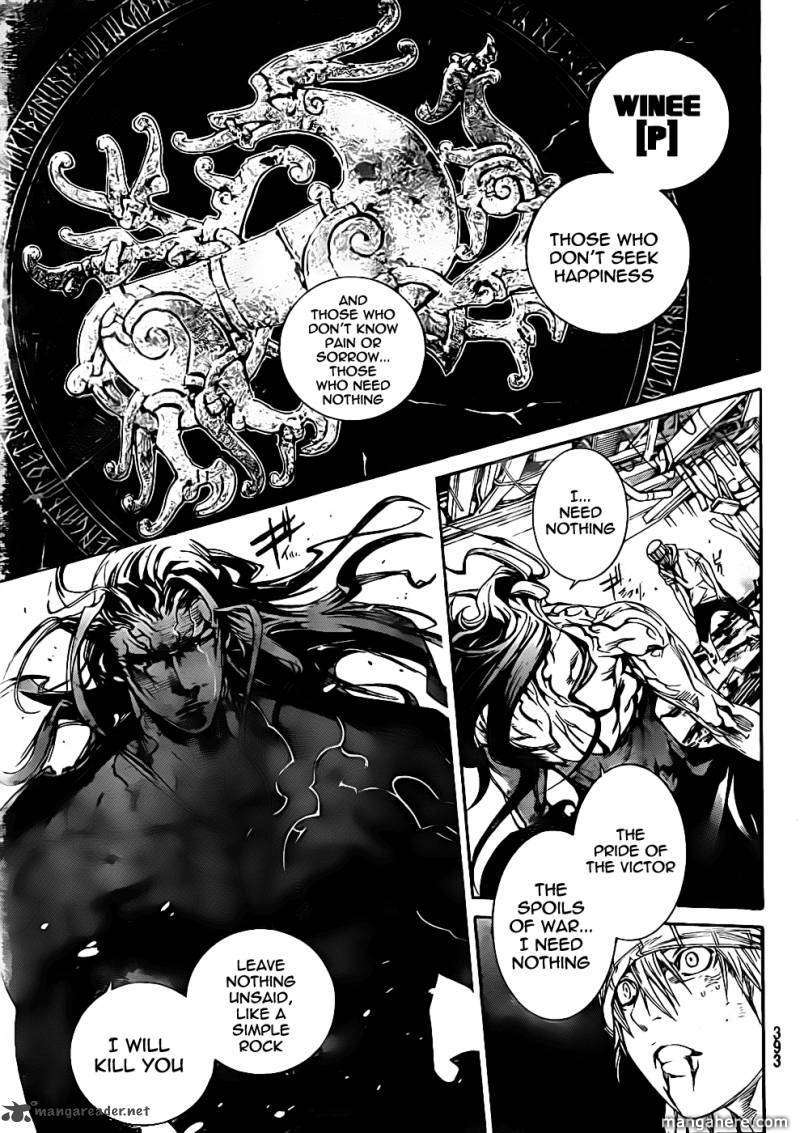 WINEE
[P]
THOSE WHO
DON'T SEEK
HAPPINESS
AND
THOSE WHO
DON'T KNOW
PAIN OR
SORROW...
THOSE
WHO NEED
NOTHING
I...
NEED
NOTHING
THE
PRIDE OF
THE VICTOR
THE
SPOILS
OF WAR...
I NEED
NOTHING
LEAVE
NOTHING
UNSAID,
LIKE A
SIMPLE
ROCK
I WILL
KILL YOU
393
mangareader.net
mangahere.com